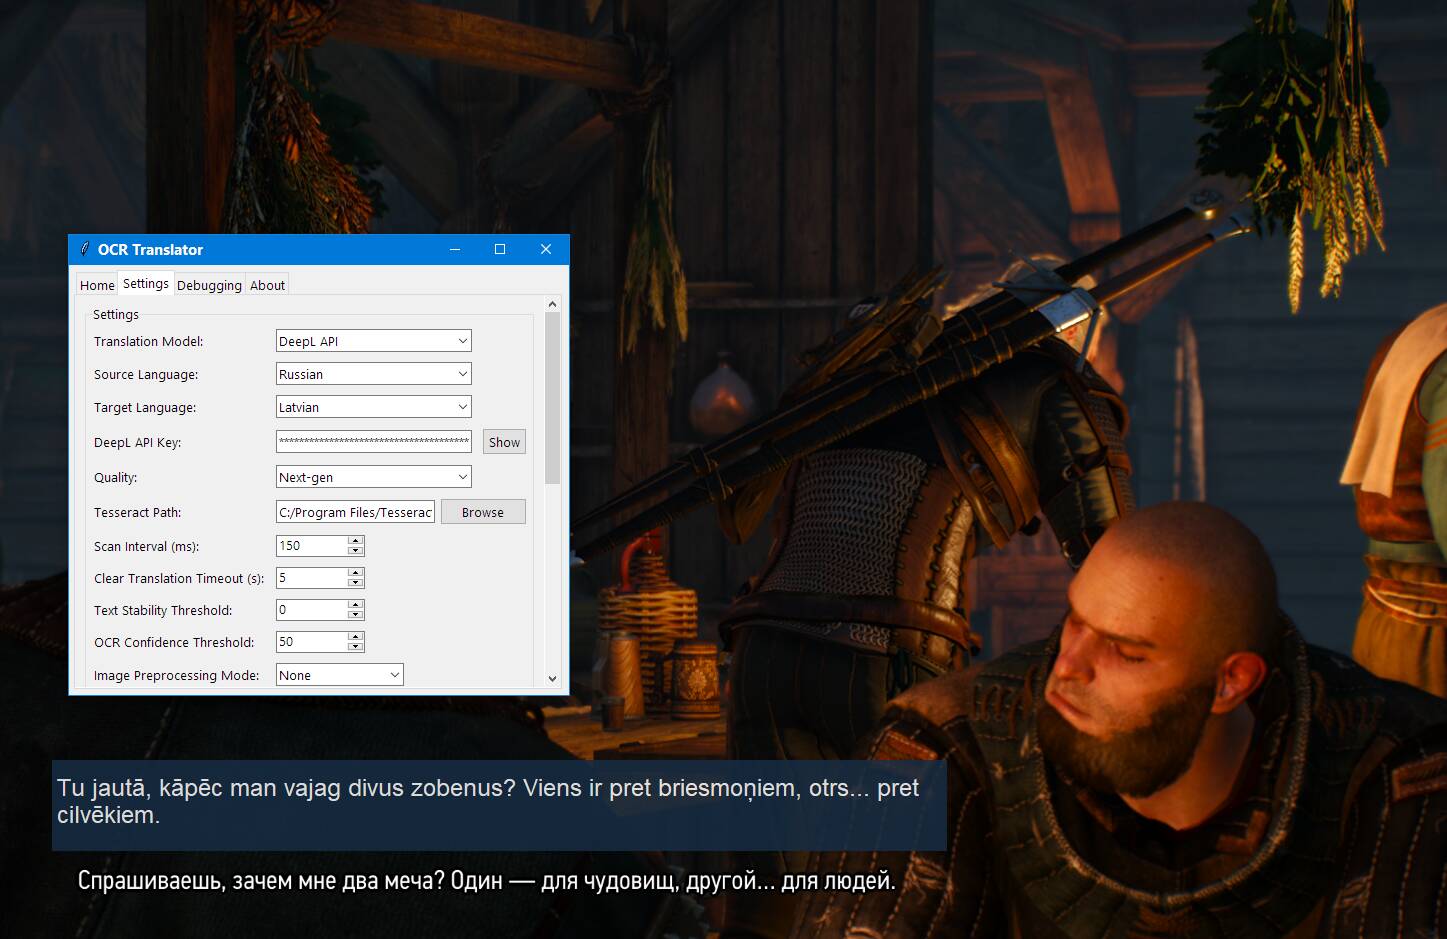 OCR Translator
Home Settings Debugging About
Settings
Translation Model: DeepL API
Source Language: Russian
Target Language: Latvian
DeepL API Key: ************************************** Show
Quality: Next-gen
Tesseract Path: C:/Program Files/Tesserac Browse
Scan Interval (ms): 150
Clear Translation Timeout (s): 5
Text Stability Threshold: 0
OCR Confidence Threshold: 50
Image Preprocessing Mode: None
Tu jautā, kāpēc man vajag divus zobenus? Viens ir pret briesmoņiem, otrs... pret
cilvēkiem.
Спрашиваешь, зачем мне два меча? Один — для чудовищ, другой... для людей.